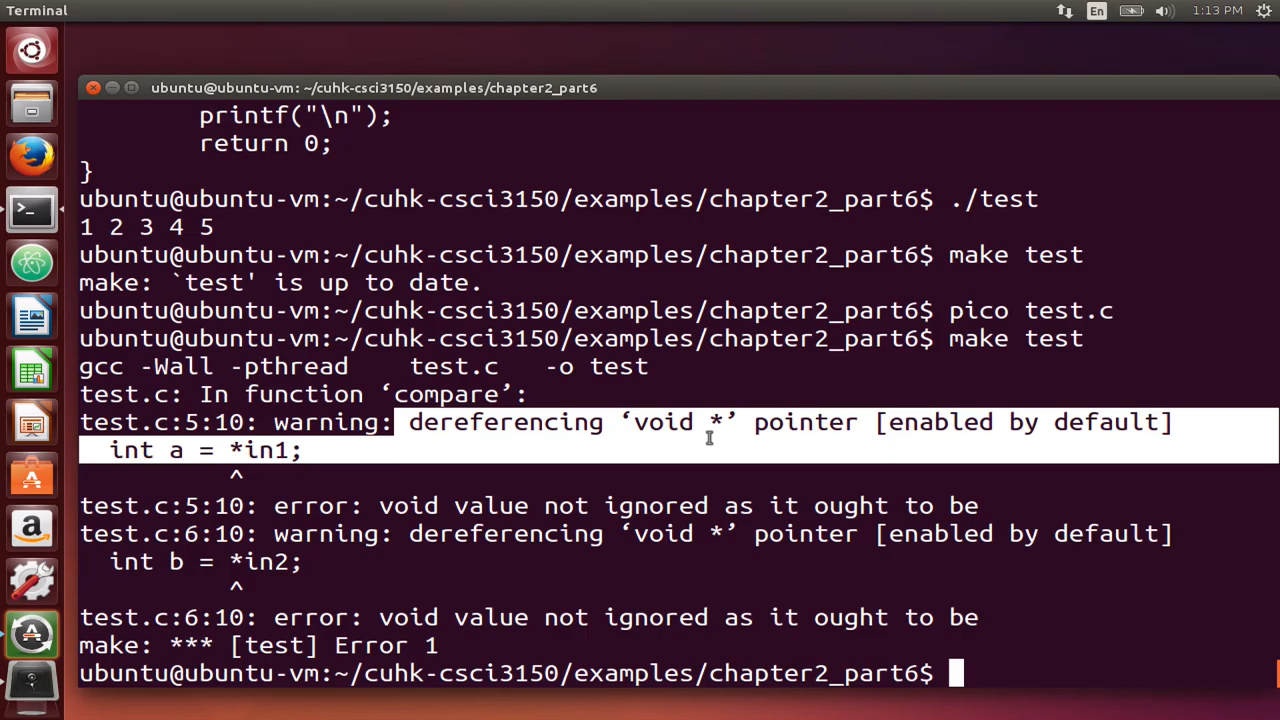 Terminal
En
1:13 PM
ubuntu@ubuntu-vm: ~/cuhk-csci3150/examples/chapter2_part6
printf("\n");
return 0;
}
ubuntu@ubuntu-vm:~/cuhk-csci3150/examples/chapter2_part6$ ./test
1 2 3 4 5
ubuntu@ubuntu-vm:~/cuhk-csci3150/examples/chapter2_part6$ make test
make: `test' is up to date.
ubuntu@ubuntu-vm:~/cuhk-csci3150/examples/chapter2_part6$ pico test.c
ubuntu@ubuntu-vm:~/cuhk-csci3150/examples/chapter2_part6$ make test
gcc -Wall -pthread    test.c   -o test
test.c: In function ‘compare’:
test.c:5:10: warning: dereferencing ‘void *’ pointer [enabled by default]
int a = *in1;
^
test.c:5:10: error: void value not ignored as it ought to be
test.c:6:10: warning: dereferencing ‘void *’ pointer [enabled by default]
int b = *in2;
^
test.c:6:10: error: void value not ignored as it ought to be
make: *** [test] Error 1
ubuntu@ubuntu-vm:~/cuhk-csci3150/examples/chapter2_part6$